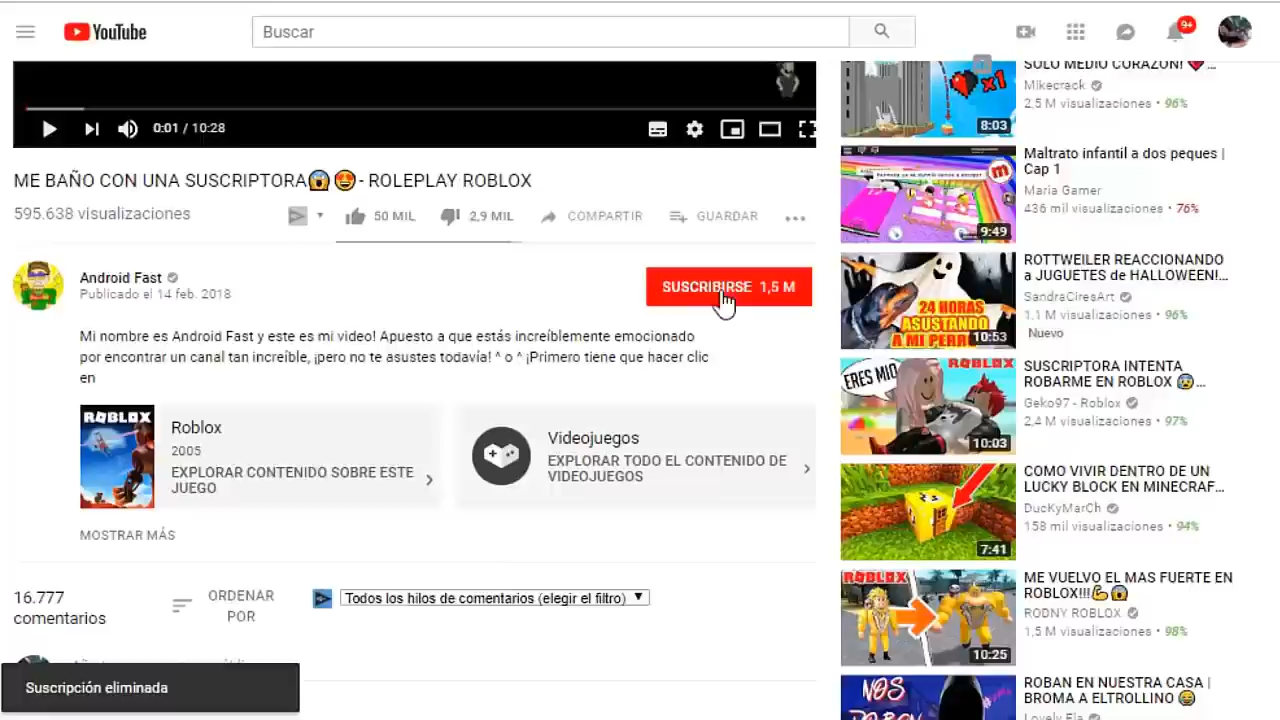 YouTube
Buscar
9+
0:01 / 10:28
ME BAÑO CON UNA SUSCRIPTORA😱 😍 - ROLEPLAY ROBLOX
595.638 visualizaciones
50 MIL
2,9 MIL
COMPARTIR
GUARDAR
Android Fast
Publicado el 14 feb. 2018
SUSCRIBIRSE 1,5 M
Mi nombre es Android Fast y este es mi video! Apuesto a que estás increíblemente emocionado
por encontrar un canal tan increíble, ¡pero no te asustes todavía! ^ o ^ ¡Primero tiene que hacer clic
en
ROBLOX
Roblox
2005
EXPLORAR CONTENIDO SOBRE ESTE
JUEGO
Videojuegos
EXPLORAR TODO EL CONTENIDO DE
VIDEOJUEGOS
MOSTRAR MÁS
16.777
comentarios
ORDENAR
POR
Todos los hilos de comentarios (elegir el filtro)
Suscripción eliminada
x1
8:03
SOLO MEDIO CORAZON! 💔...
Mikecrack
2,5 M visualizaciones • 96%
9:49
Maltrato infantil a dos peques |
Cap 1
Maria Gamer
436 mil visualizaciones • 76%
24 HORAS
ASUSTANDO
A MI PERRO
10:53
ROTTWEILER REACCIONANDO
a JUGUETES de HALLOWEEN!...
SandraCiresArt
1,1 M visualizaciones • 96%
Nuevo
ERES MIO
ROBLOX
10:03
SUSCRIPTORA INTENTA
ROBARME EN ROBLOX 😰...
Geko97 - Roblox
2,4 M visualizaciones • 97%
7:41
COMO VIVIR DENTRO DE UN
LUCKY BLOCK EN MINECRAF...
DucKyMarCh
158 mil visualizaciones • 94%
ROBLOX
10:25
ME VUELVO EL MAS FUERTE EN
ROBLOX!!!💪😱
RODNY ROBLOX
1,5 M visualizaciones • 98%
NOS
ROBAN EN NUESTRA CASA |
BROMA A ELTROLLINO 😂